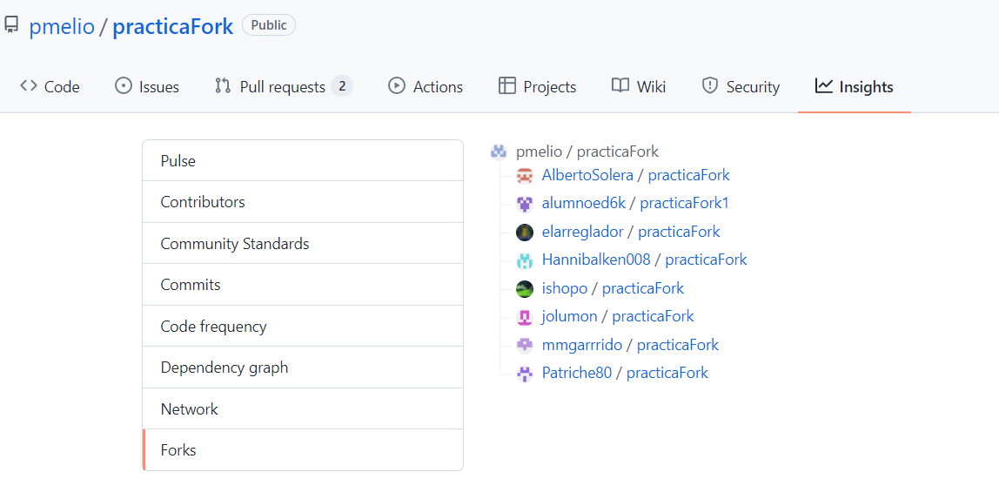 pmelio / practicaFork Public
Code Issues Pull requests 2 Actions Projects Wiki Security Insights
Pulse
Contributors
Community Standards
Commits
Code frequency
Dependency graph
Network
Forks
pmelio / practicaFork
AlbertoSolera / practicaFork
alumnoed6k / practicaFork1
elarreglador / practicaFork
Hannibalken008 / practicaFork
ishopo / practicaFork
jolumon / practicaFork
mmgarrrido / practicaFork
Patriche80 / practicaFork